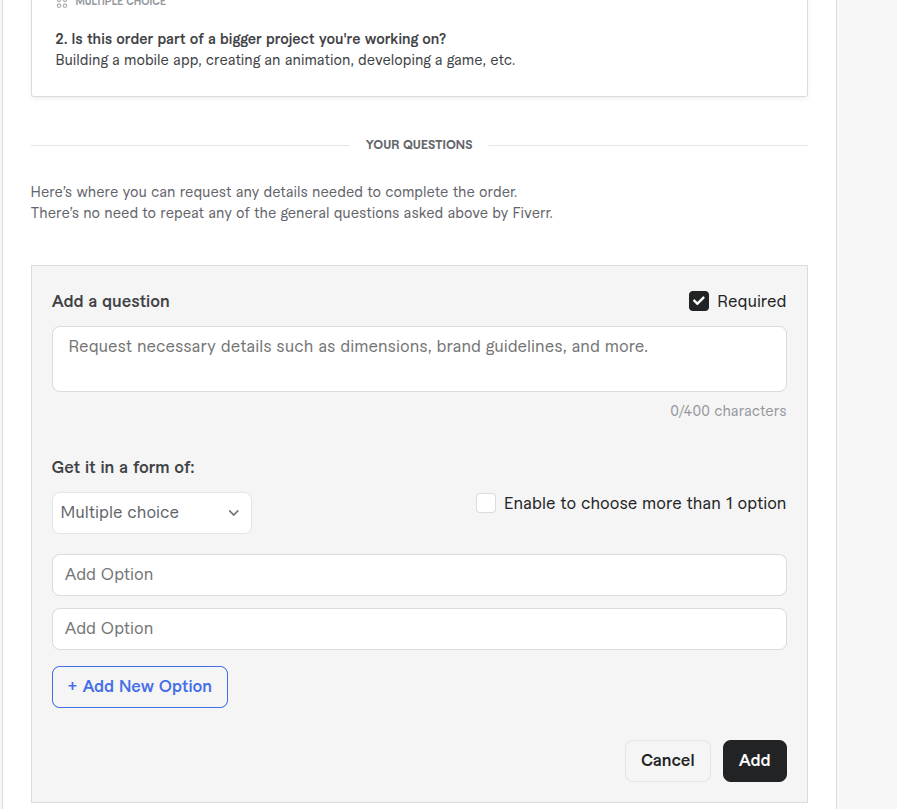 MULTIPLE CHOICE
2. Is this order part of a bigger project you're working on?
Building a mobile app, creating an animation, developing a game, etc.
YOUR QUESTIONS
Here's where you can request any details needed to complete the order.
There's no need to repeat any of the general questions asked above by Fiverr.
Add a question
Required
Request necessary details such as dimensions, brand guidelines, and more.
0/400 characters
Get it in a form of:
Multiple choice
Enable to choose more than 1 option
Add Option
Add Option
+ Add New Option
Cancel
Add